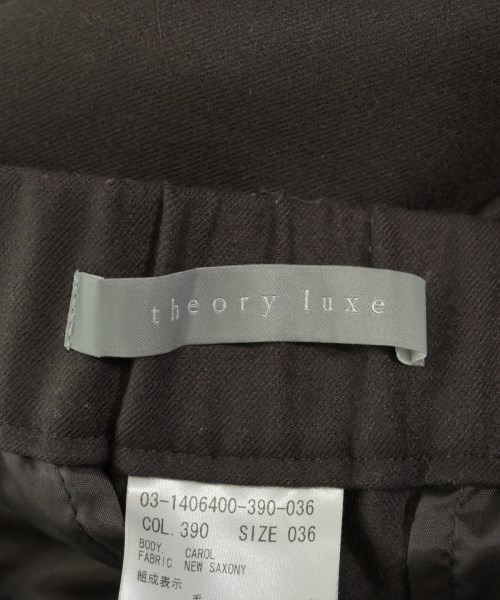 theory luxe
03-1406400-390-036
COL. 390 SIZE 036
BODY CAROL
FABRIC NEW SAXONY
組成表示